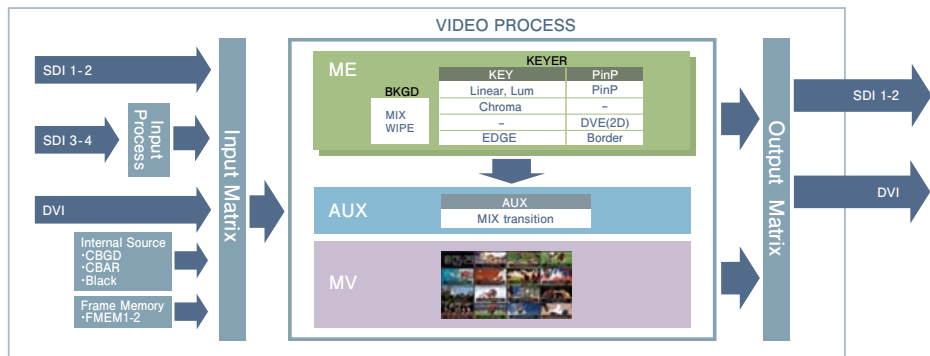 VIDEO PROCESS
SDI 1-2
SDI 3-4
Input
Process
DVI
Internal Source
・CBGD
・CBAR
・Black
Frame Memory
・FMEM1-2
Input Matrix
ME
BKGD
MIX
WIPE
KEYER
KEY PinP
Linear, Lum PinP
Chroma –
– DVE(2D)
EDGE Border
AUX
AUX
MIX transition
MV
Output Matrix
SDI 1-2
DVI